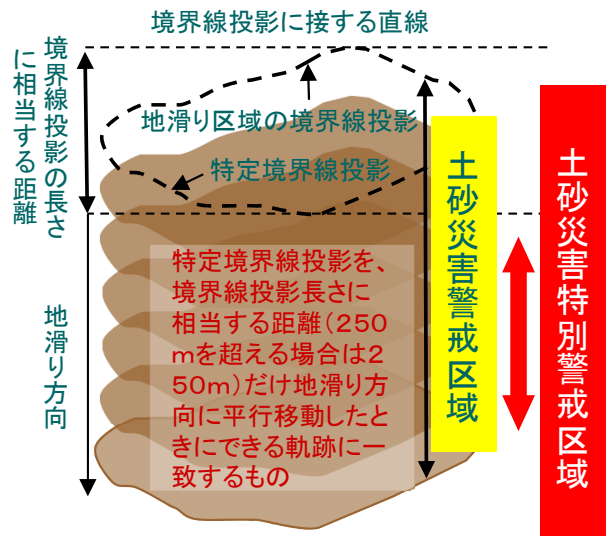 境界線投影に接する直線
境界線投影の長さ
に相当する距離
地滑り区域の境界線投影
特定境界線投影
地滑り方向
特定境界線投影を、
境界線投影長さに
相当する距離(250
mを超える場合は2
50m)だけ地滑り方
向に平行移動したと
きにできる軌跡に一
致するもの
土砂災害警戒区域
土砂災害特別警戒区域